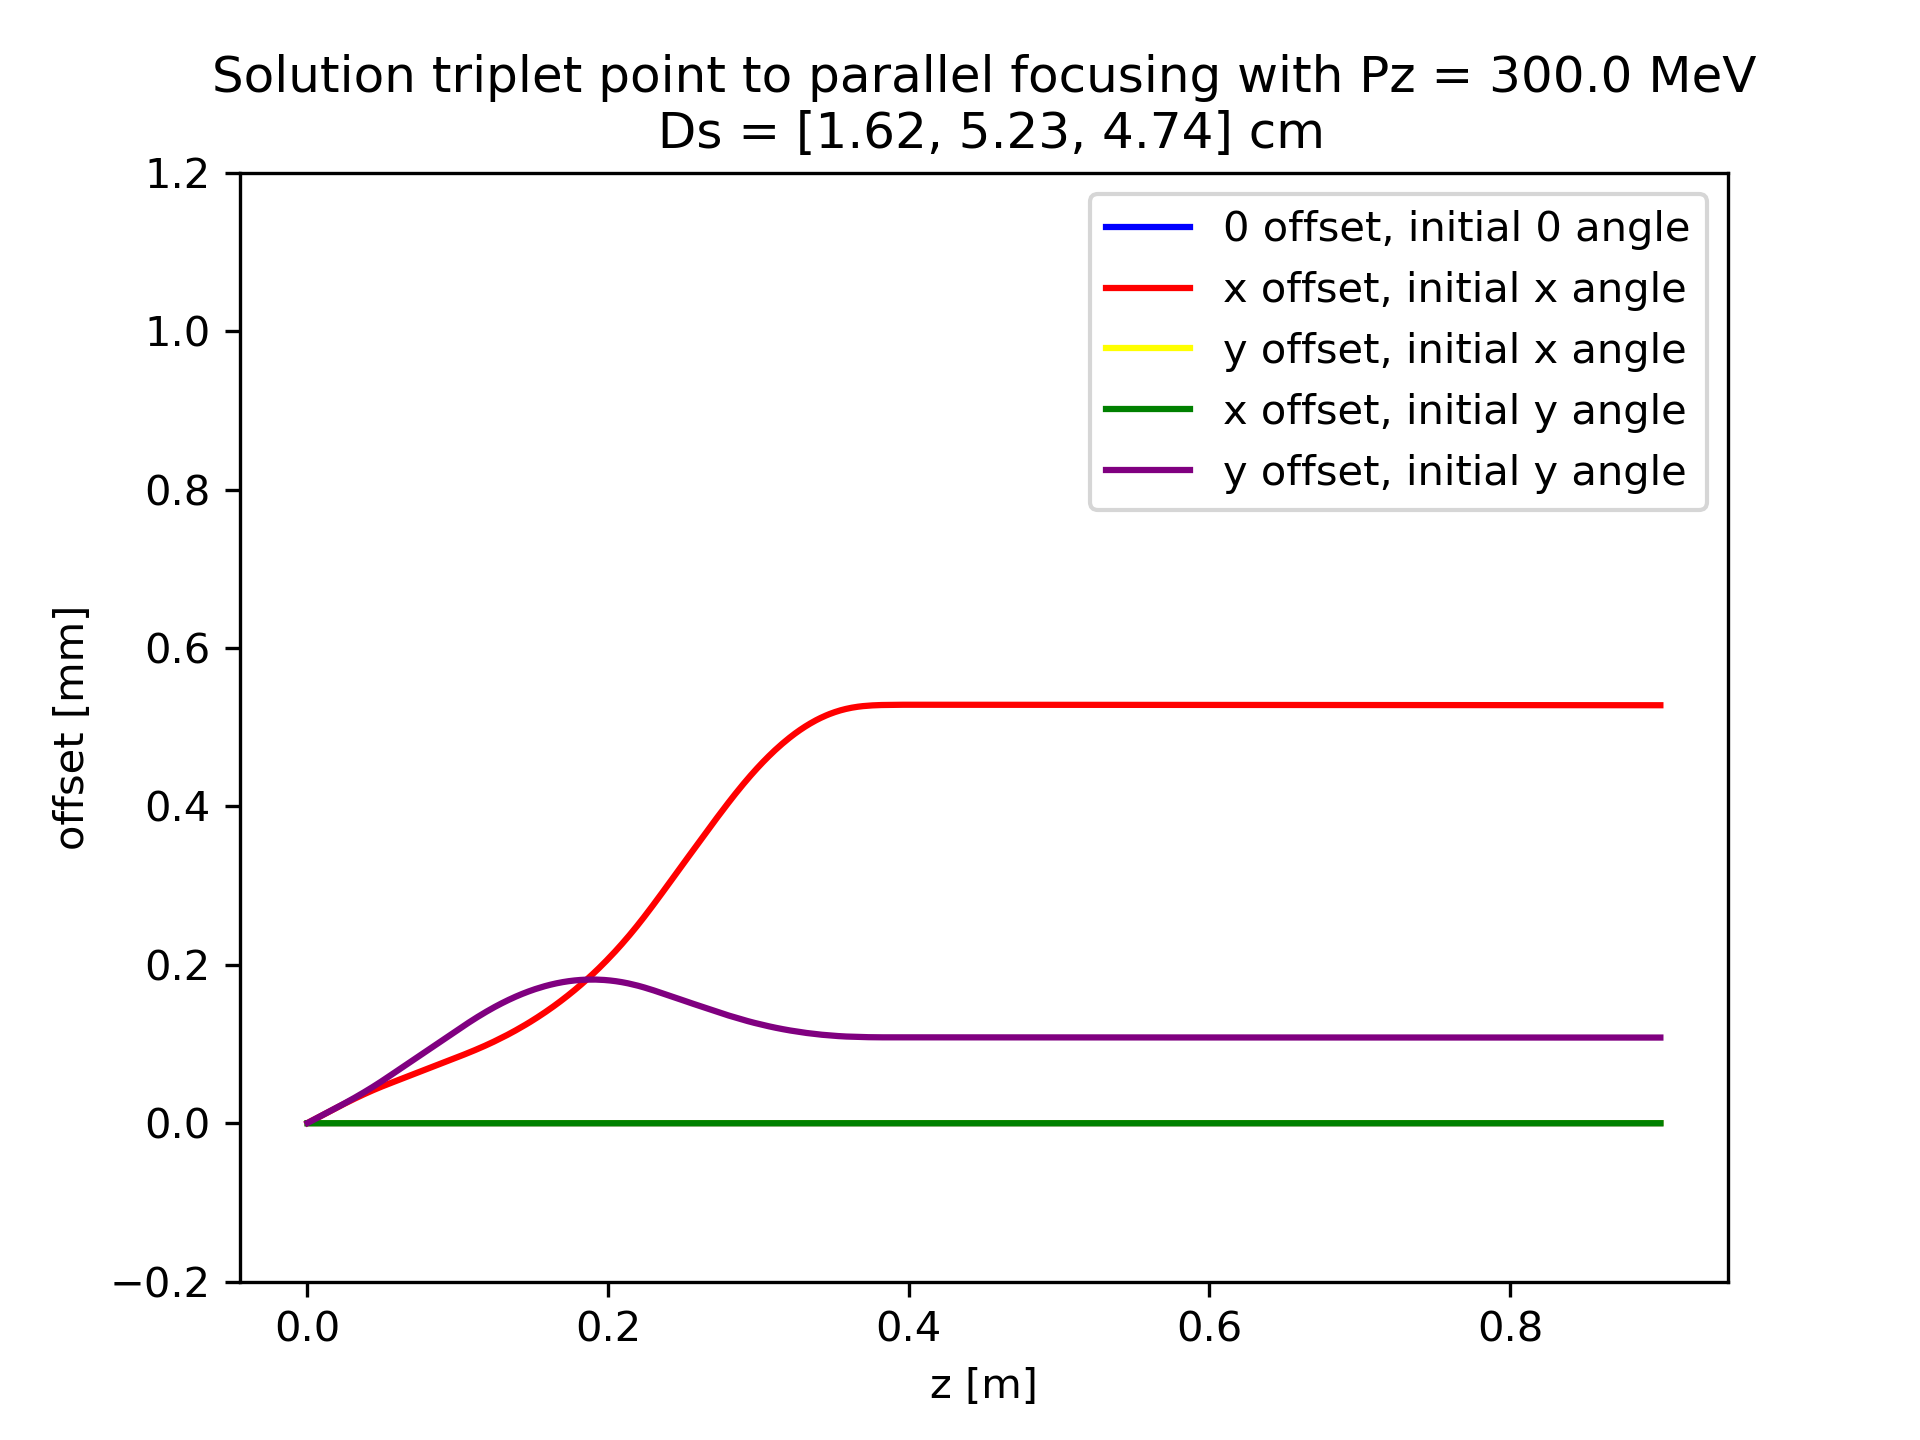 Solution triplet point to parallel focusing with Pz = 300.0 MeV
Ds = [1.62, 5.23, 4.74] cm
1.2
1.0
0.8
0.6
0.4
0.2
0.0
−0.2
offset [mm]
0 offset, initial 0 angle
x offset, initial x angle
y offset, initial x angle
x offset, initial y angle
y offset, initial y angle
0.0 0.2 0.4 0.6 0.8
z [m]